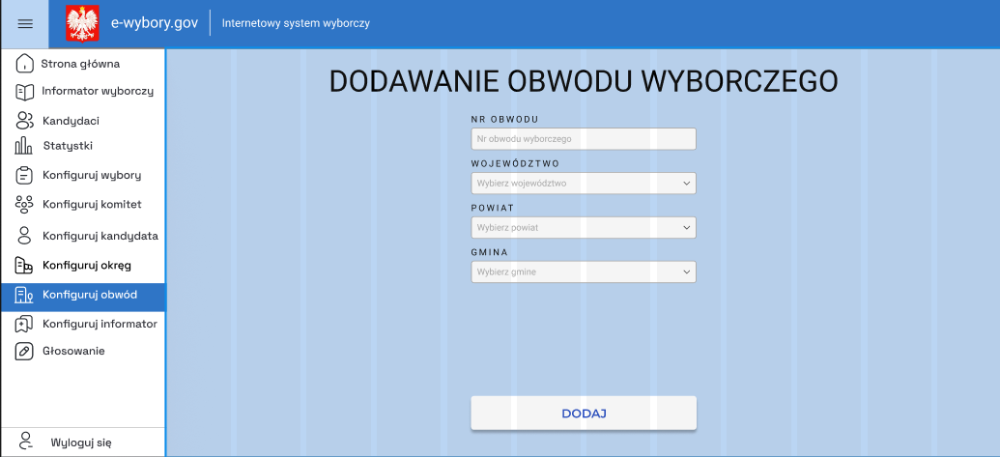 e-wybory.gov
Internetowy system wyborczy
Strona główna
Informator wyborczy
Kandydaci
Statystki
Konfiguruj wybory
Konfiguruj komitet
Konfiguruj kandydata
Konfiguruj okręg
Konfiguruj obwód
Konfiguruj informator
Głosowanie
Wyloguj się
DODAWANIE OBWODU WYBORCZEGO
NR OBWODU
Nr obwodu wyborczego
WOJEWÓDZTWO
Wybierz województwo
POWIAT
Wybierz powiat
GMINA
Wybierz gmine
DODAJ